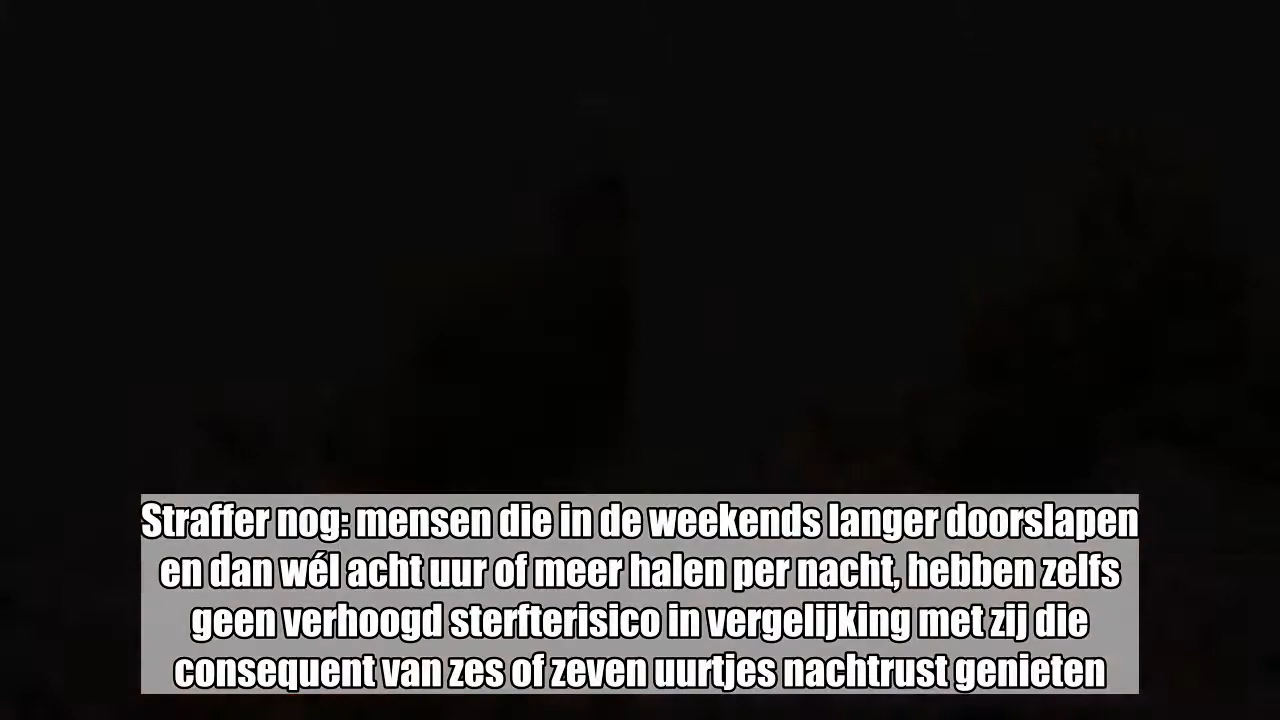 Straffer nog: mensen die in de weekends langer doorslapen
en dan wél acht uur of meer halen per nacht, hebben zelfs
geen verhoogd sterfterisico in vergelijking met zij die
consequent van zes of zeven uurtjes nachtrust genieten